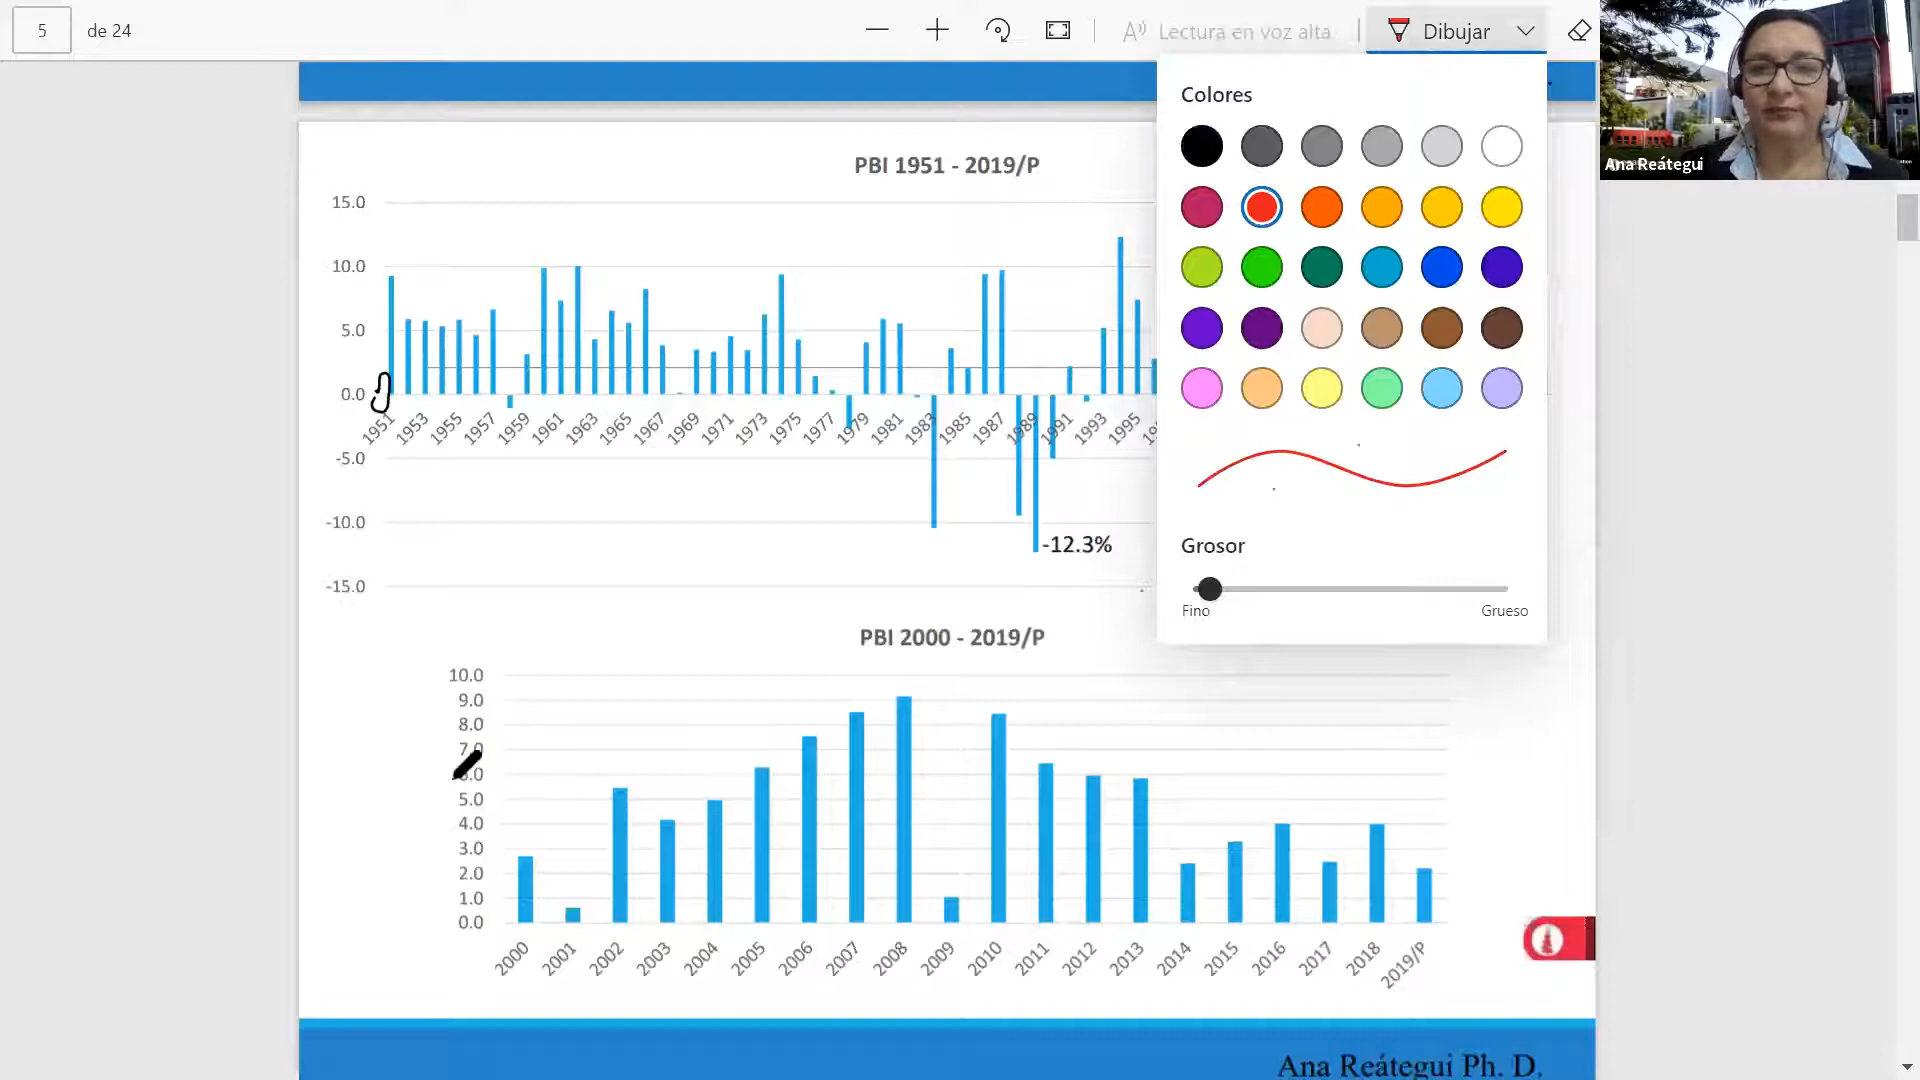 5 de 24
Lectura en voz alta
Dibujar
Ana Reátegui
Colores
Grosor
Fino Grueso
PBI 1951 - 2019/P
15.0
10.0
5.0
0.0
-5.0
-10.0
-15.0
1951 1953 1955 1957 1959 1961 1963 1965 1967 1969 1971 1973 1975 1977 1979 1981 1983 1985 1987 1989 1991 1993 1995
-12.3%
PBI 2000 - 2019/P
10.0
9.0
8.0
7.0
5.0
4.0
3.0
2.0
1.0
0.0
2000 2001 2002 2003 2004 2005 2006 2007 2008 2009 2010 2011 2012 2013 2014 2015 2016 2017 2018 2019/P
Ana Reátegui Ph. D.